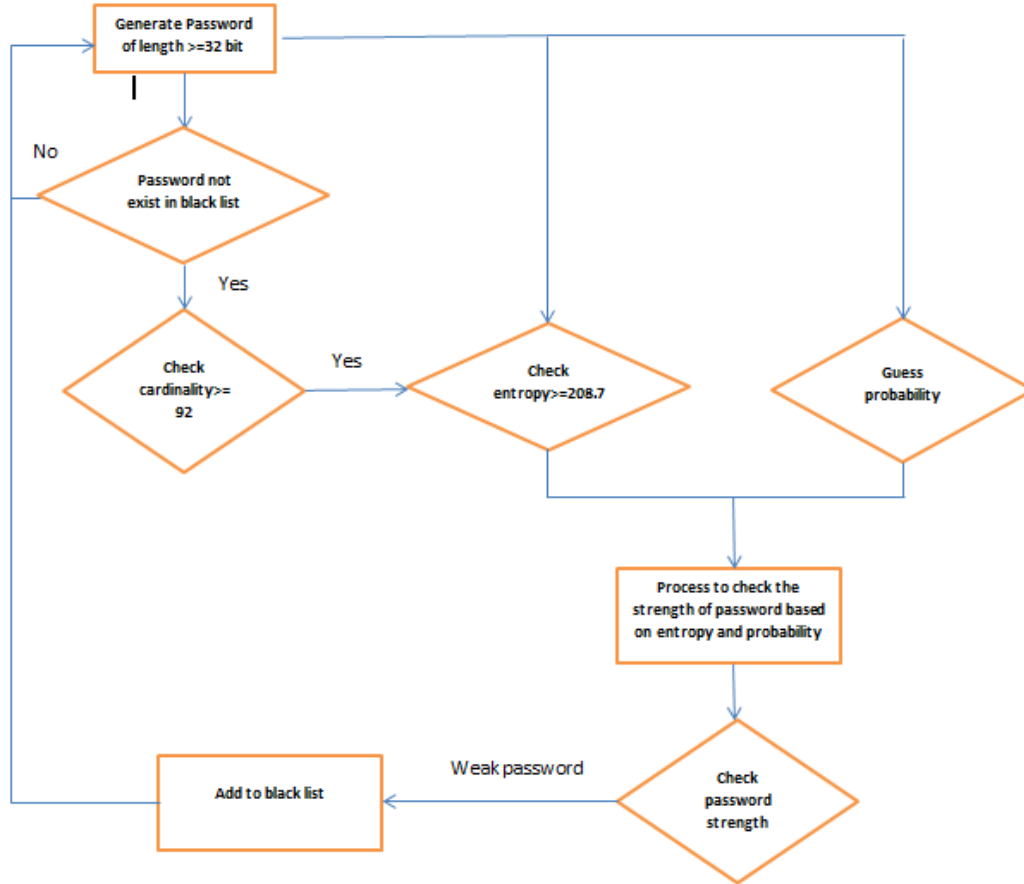 Generate Password
of length >=32 bit
No
Password not
exist in black list
Yes
Check
cardinality>=
92
Yes
Check
entropy>=208.7
Guess
probability
Process to check the
strength of password based
on entropy and probability
Weak password
Add to black list
Check
password
strength